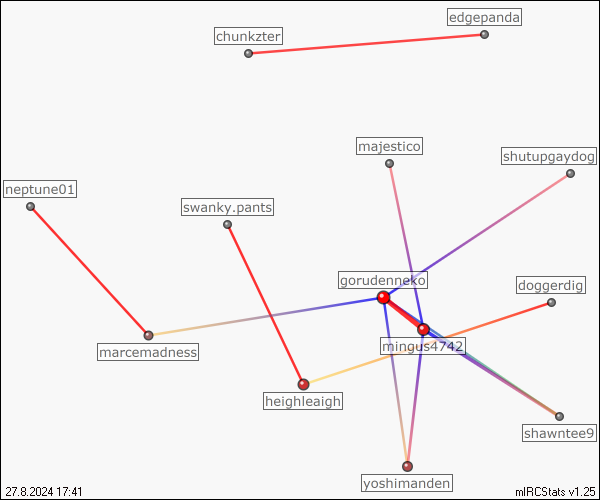 edgepanda
chunkzter
majestico
shutupgaydog
neptune01
swanky.pants
gorudenneko
doggerdig
mingus4742
marcemadness
heighleaigh
shawntee9
yoshimanden
27.8.2024 17:41
mIRCStats v1.25